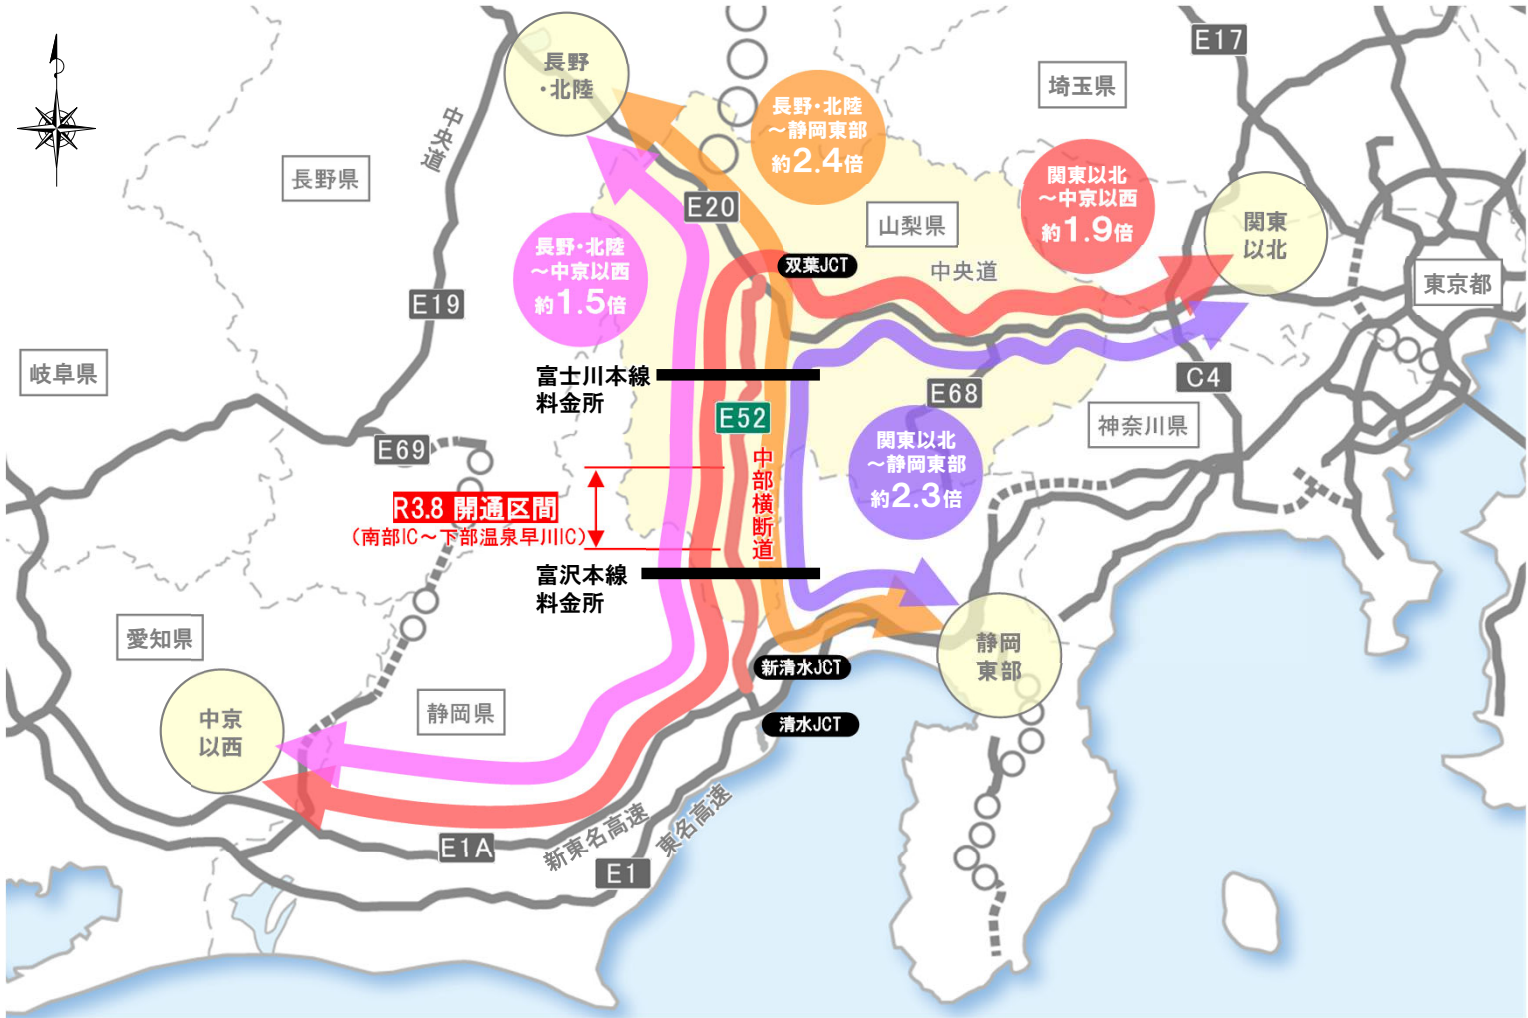 長野
・北陸
E17
埼玉県
長野・北陸
～静岡東部
約2.4倍
中央道
長野県
関東以北
～中京以西
約1.9倍
E20
山梨県
関東
以北
長野・北陸
～中京以西
約1.5倍
双葉JCT
中央道
東京都
E19
岐阜県
富士川本線
料金所
C4
E68
E52
神奈川県
E69
関東以北
～静岡東部
約2.3倍
中部横断道
R3.8 開通区間
（南部IC～下部温泉早川IC）
富沢本線
料金所
愛知県
静岡
東部
新清水JCT
中京
以西
静岡県
清水JCT
新東名高速
東名高速
E1A
E1